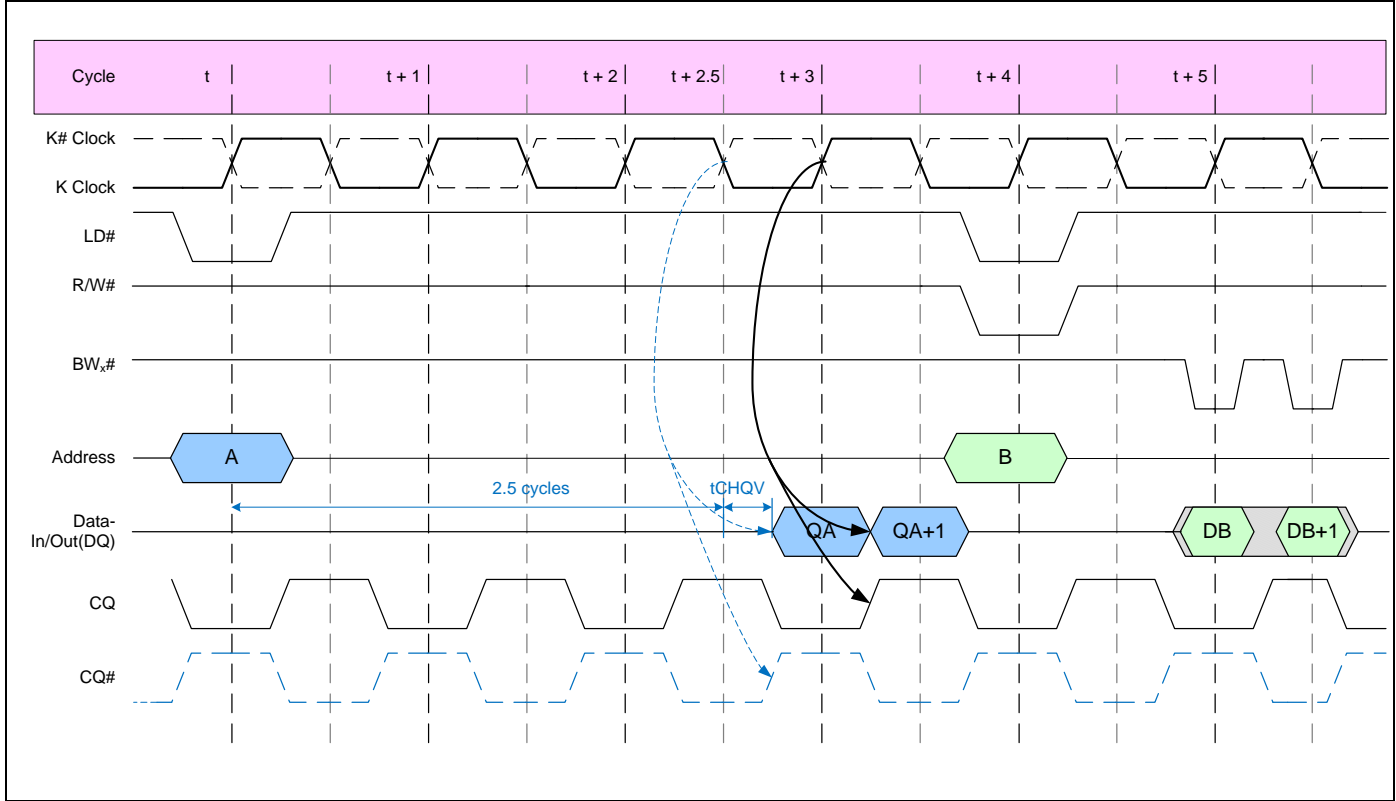 Cycle t t + 1 t + 2 t + 2.5 t + 3 t + 4 t + 5
K# Clock
K Clock
LD#
R/W#
BWₓ#
Address A B
2.5 cycles tCHQV
Data-
In/Out(DQ) QA QA+1 DB DB+1
CQ
CQ#